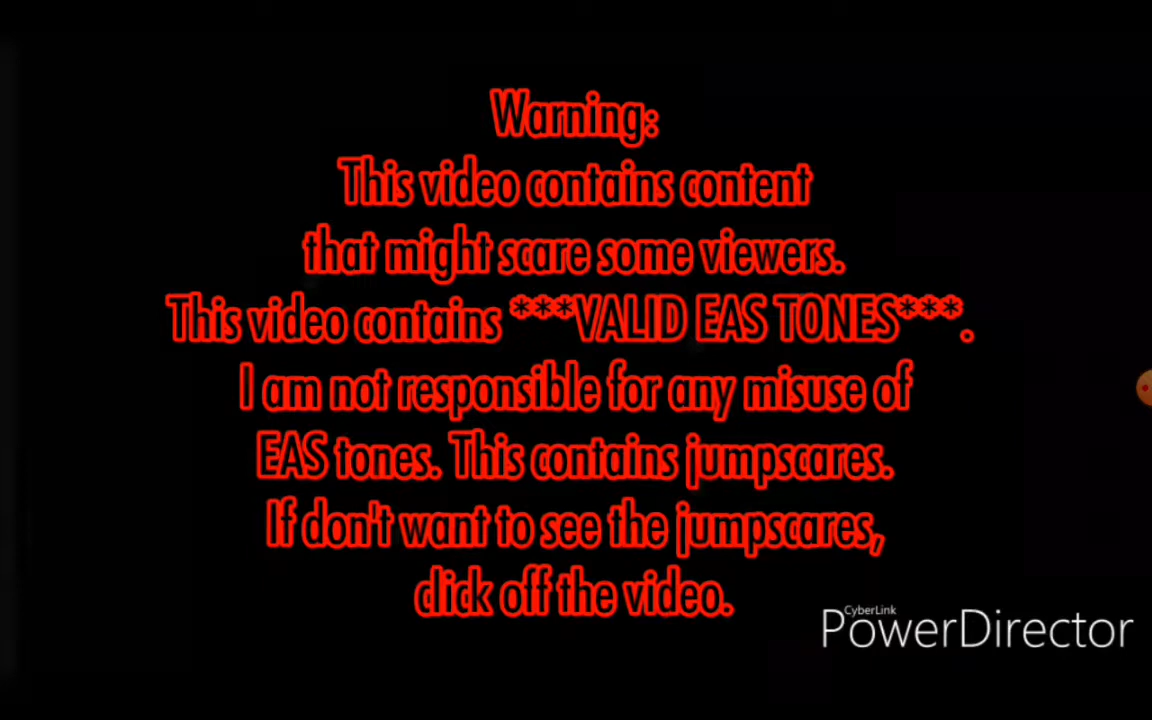 Warning:
This video contains content
that might scare some viewers.
This video contains ***VALID EAS TONES***.
I am not responsible for any misuse of
EAS tones. This contains jumpscares.
If don't want to see the jumpscares,
click off the video.
CyberLink
PowerDirector